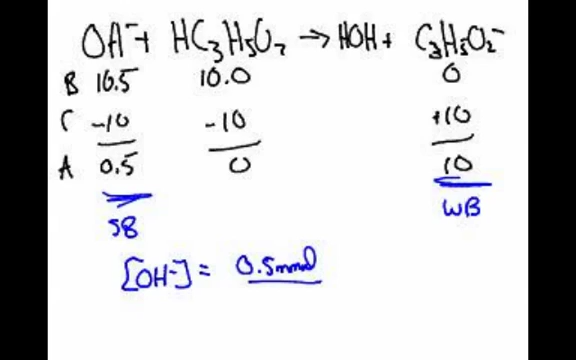 OH⁻ + HC₃H₅O₂ → HOH + C₃H₅O₂⁻
B 10.5 10.0 0
C -10 -10 +10
A 0.5 0 10
SB WB
[OH-] = 0.5mmol